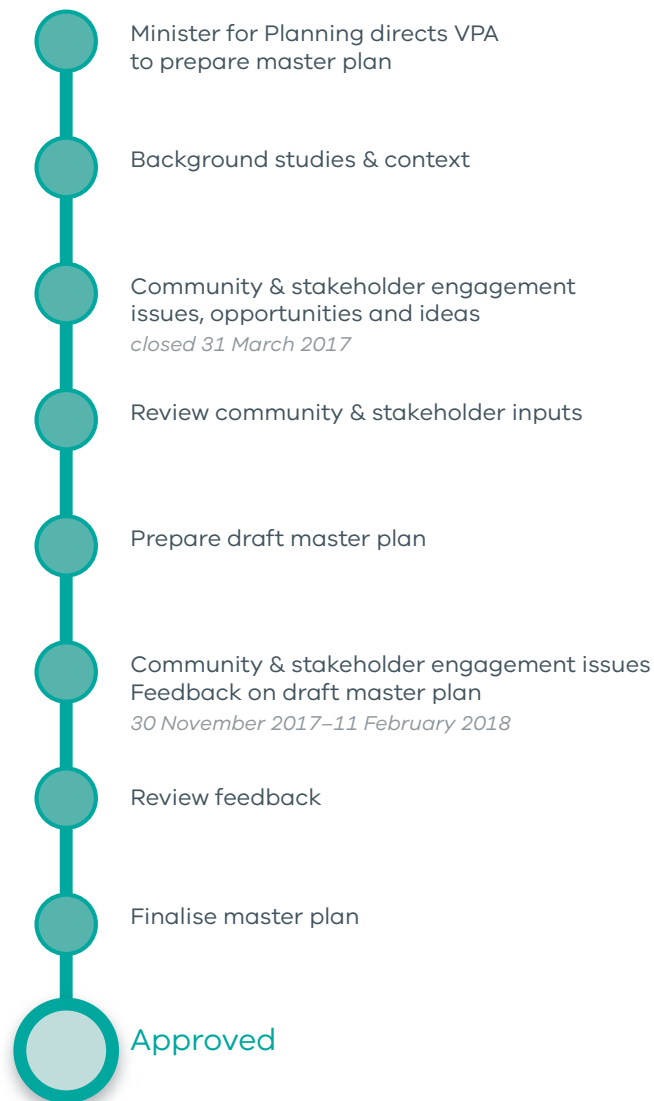 Minister for Planning directs VPA
to prepare master plan
Background studies & context
Community & stakeholder engagement
issues, opportunities and ideas
closed 31 March 2017
Review community & stakeholder inputs
Prepare draft master plan
Community & stakeholder engagement issues
Feedback on draft master plan
30 November 2017–11 February 2018
Review feedback
Finalise master plan
Approved